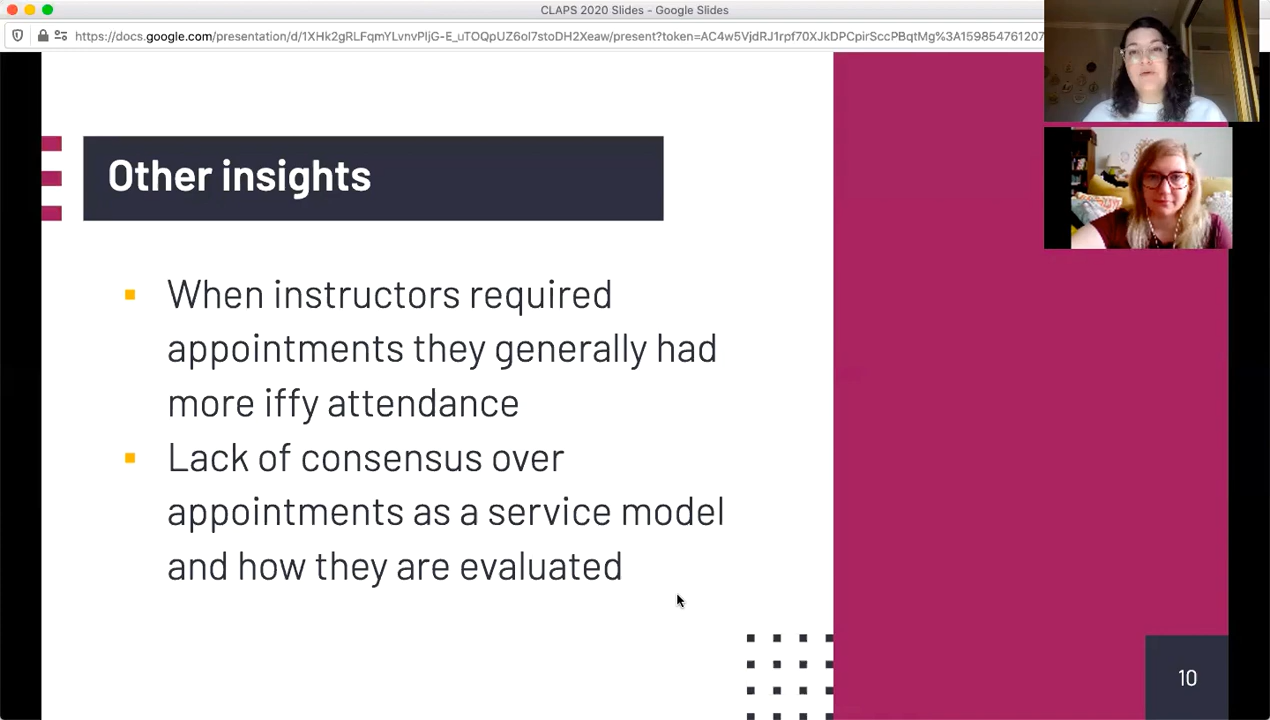 CLAPS 2020 Slides - Google Slides
https://docs.google.com/presentation/d/1XHk2gRLFqmYLvnvPljG-E_uTOQpUZ6ol7stoDH2Xeaw/present?token=AC4w5VjdRJ1rpf70XJkDPCpirSccPBqtMg%3A159854761207
Other insights
When instructors required
appointments they generally had
more iffy attendance
Lack of consensus over
appointments as a service model
and how they are evaluated
10